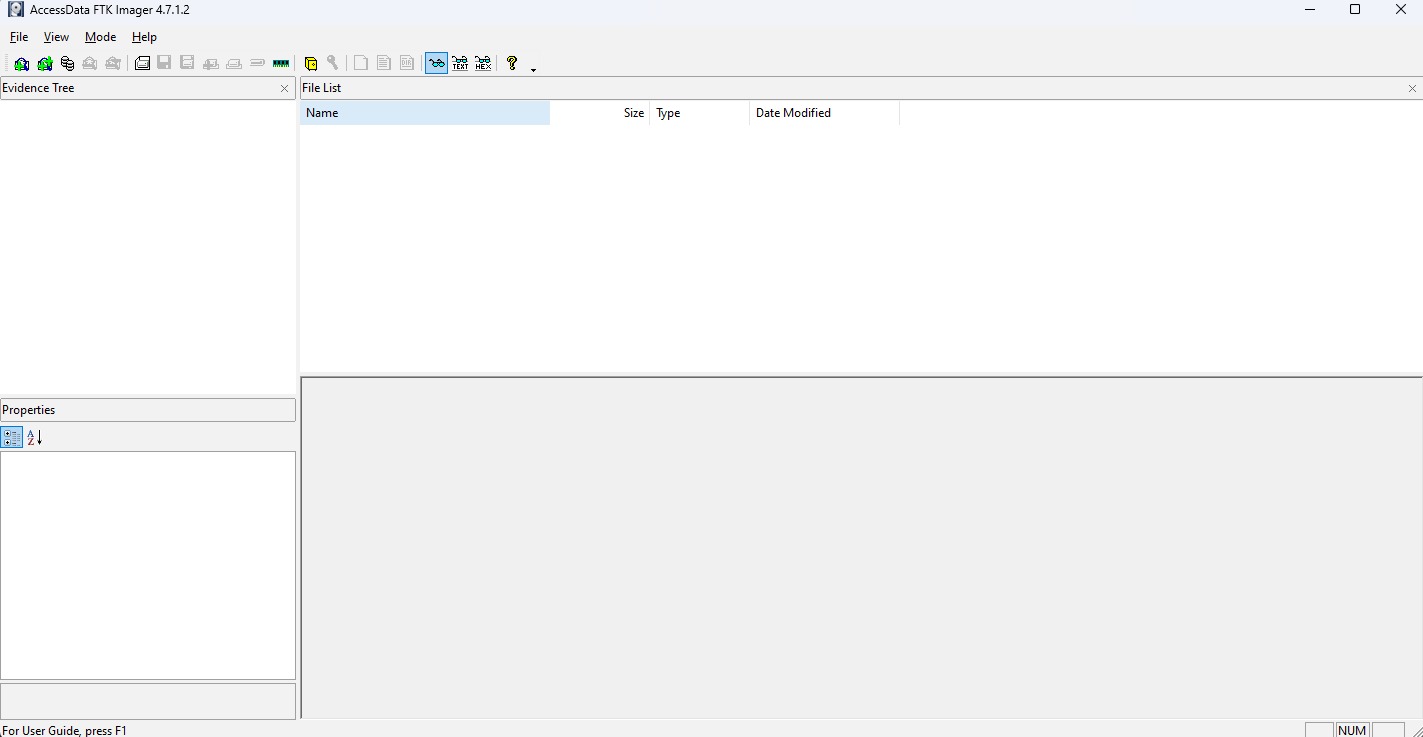 AccessData FTK Imager 4.7.1.2
File View Mode Help
DIR TEXT HEX
Evidence Tree
File List
Name Size Type Date Modified
Properties
A
Z
For User Guide, press F1
NUM